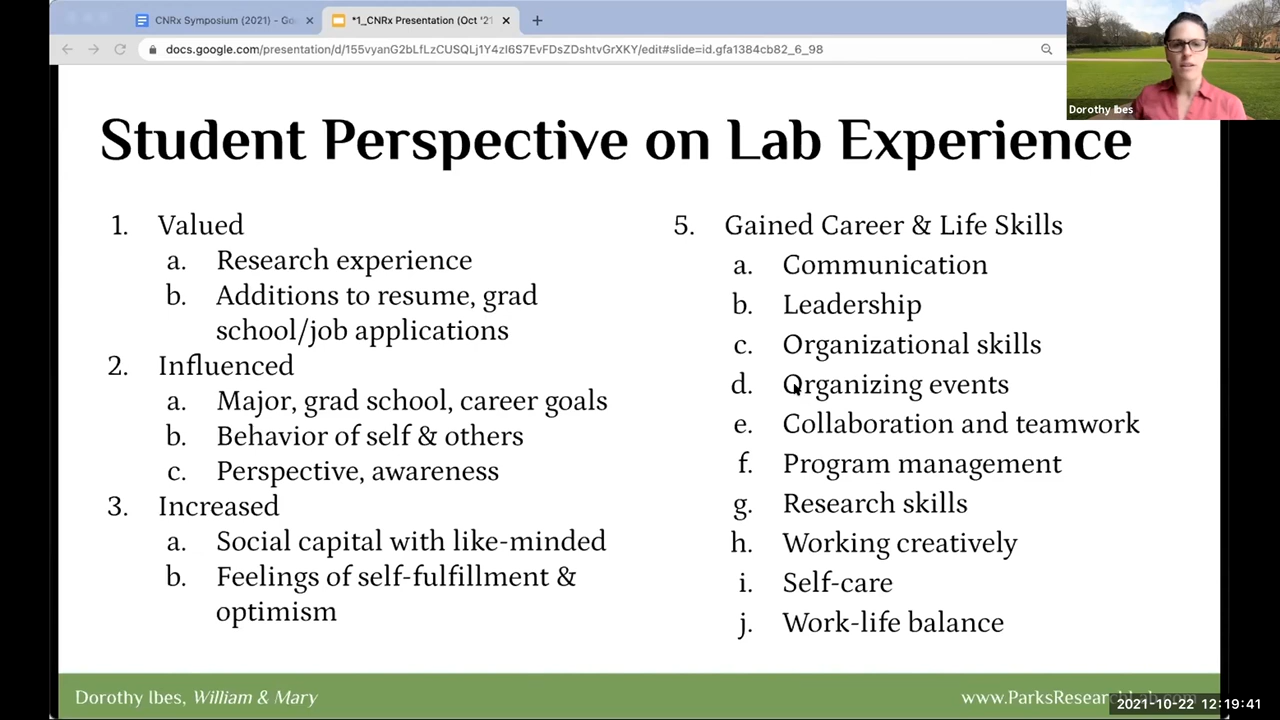 CNRx Symposium (2021) - Go
*1_CNRx Presentation (Oct '21
docs.google.com/presentation/d/155vyanG2bLfLzCUSQLj1Y4zI6S7EvFDsZDshtvGrXKY/edit#slide=id.gfa1384cb82_6_98
Dorothy Ibes
Student Perspective on Lab Experience
1. Valued
a. Research experience
b. Additions to resume, grad
school/job applications
2. Influenced
a. Major, grad school, career goals
b. Behavior of self & others
c. Perspective, awareness
3. Increased
a. Social capital with like-minded
b. Feelings of self-fulfillment &
optimism
5. Gained Career & Life Skills
a. Communication
b. Leadership
c. Organizational skills
d. Organizing events
e. Collaboration and teamwork
f. Program management
g. Research skills
h. Working creatively
i. Self-care
j. Work-life balance
Dorothy Ibes, William & Mary
www.ParksResearchLab.com
2021-10-22 12:19:41